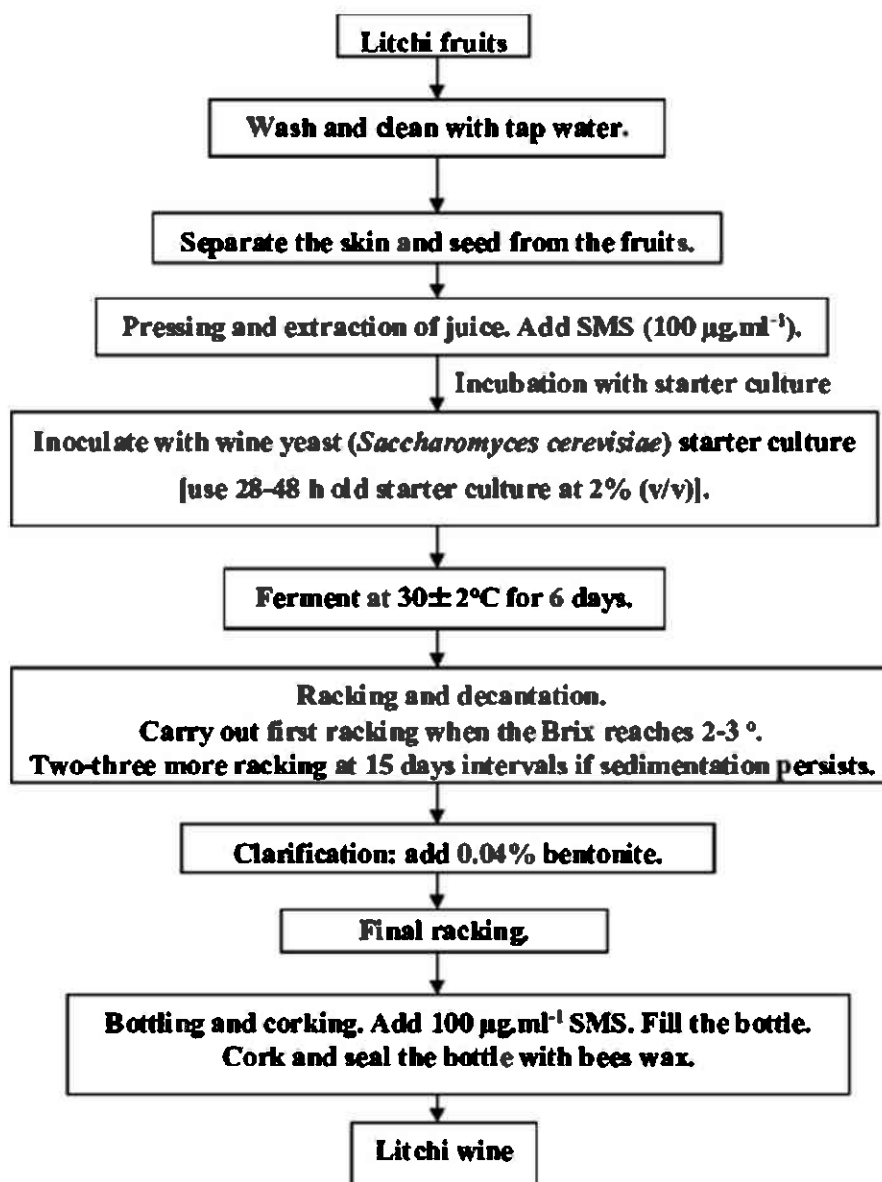 Litchi fruits
Wash and clean with tap water.
Separate the skin and seed from the fruits.
Pressing and extraction of juice. Add SMS (100 µg.ml⁻¹).
Incubation with starter culture
Inoculate with wine yeast (Saccharomyces cerevisiae) starter culture
[use 28-48 h old starter culture at 2% (v/v)].
Ferment at 30±2°C for 6 days.
Racking and decantation.
Carry out first racking when the Brix reaches 2-3 °.
Two-three more racking at 15 days intervals if sedimentation persists.
Clarification: add 0.04% bentonite.
Final racking.
Bottling and corking. Add 100 µg.ml⁻¹ SMS. Fill the bottle.
Cork and seal the bottle with bees wax.
Litchi wine